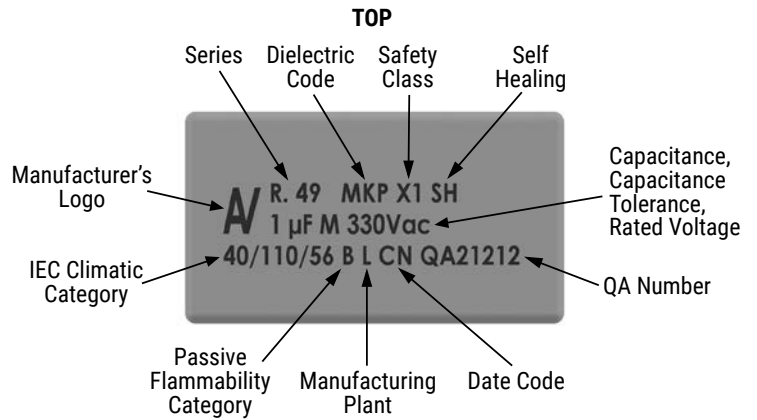 TOP
Series
Dielectric
Code
Safety
Class
Self
Healing
Manufacturer's
Logo
R. 49 MKP X1 SH
1 µF M 330Vac
40/110/56 B L CN QA21212
Capacitance,
Capacitance
Tolerance,
Rated Voltage
IEC Climatic
Category
QA Number
Passive
Flammability
Category
Manufacturing
Plant
Date Code